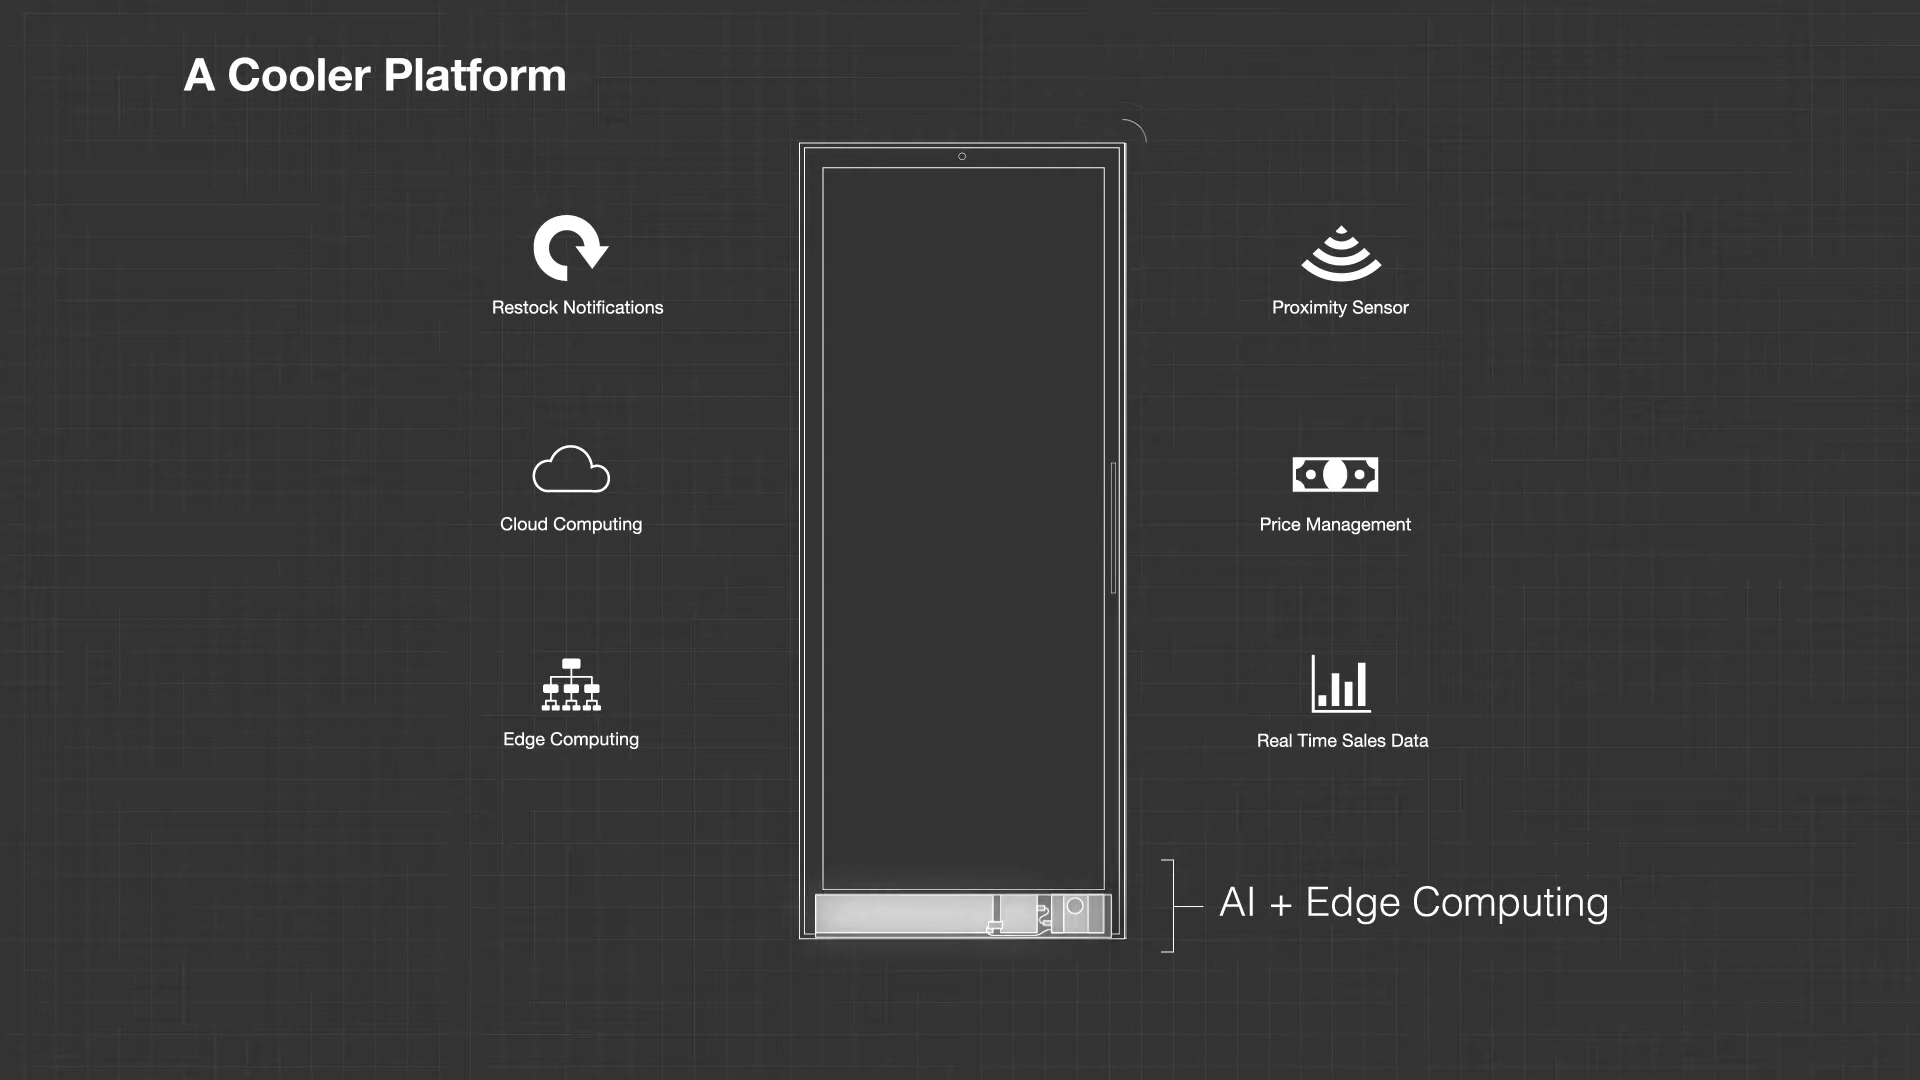 A Cooler Platform
Restock Notifications
Proximity Sensor
Cloud Computing
Price Management
Edge Computing
Real Time Sales Data
AI + Edge Computing